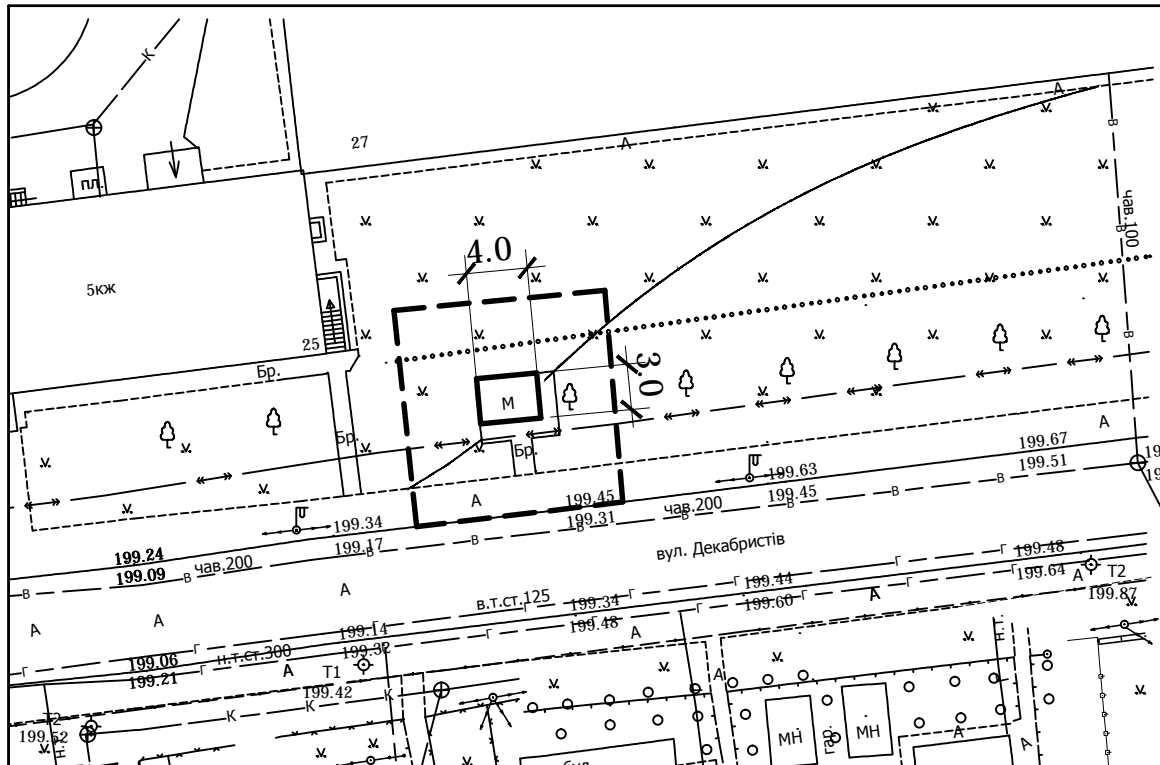 К
А
27
В
пл.
чав.100
В
4.0
5кж
25
3.0
В
Бр.
М
Бр.
Бр.
А
199.67
199.63
199.51
А
199.45
199.45
чав.200
В
В
В
199.34
199.31
В
199.17
В
вул. Декабристів
199.24
чав.200
199.09
В
В
Г
199.48
Г
199.44
Г
199.64
А
Т2
А
А
в.т.ст.125
Г
199.34
199.60
Г
А
199.87
А
А
199.14
Г
199.48
А
Г
н.т.ст.300
199.32
199.06
Г
199.21
А
Т1
н.т.
199.42
К
А
К
К
Т2
199.52
н.
МН
гар.
МН
А
А
бул